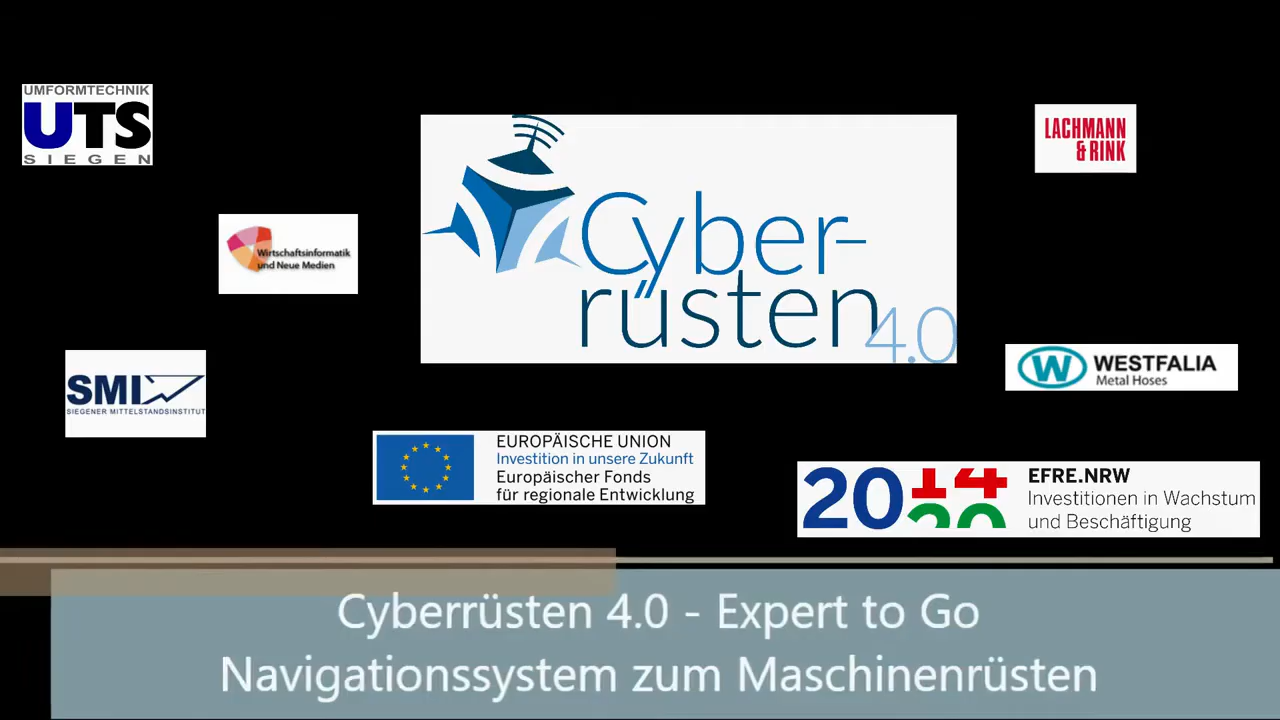 UMFORMTECHNIK
UTS
SIEGEN
LACHMANN
& RINK
Wirtschaftsinformatik
und Neue Medien
Cyber-
rüsten
4.0
SMI
SIEGENER MITTELSTANDSINSTITUT
W WESTFALIA
Metal Hoses
EUROPÄISCHE UNION
Investition in unsere Zukunft
Europäischer Fonds
für regionale Entwicklung
2014
20
EFRE.NRW
Investitionen in Wachstum
und Beschäftigung
Cyberrüsten 4.0 - Expert to Go
Navigationssystem zum Maschinenrüsten